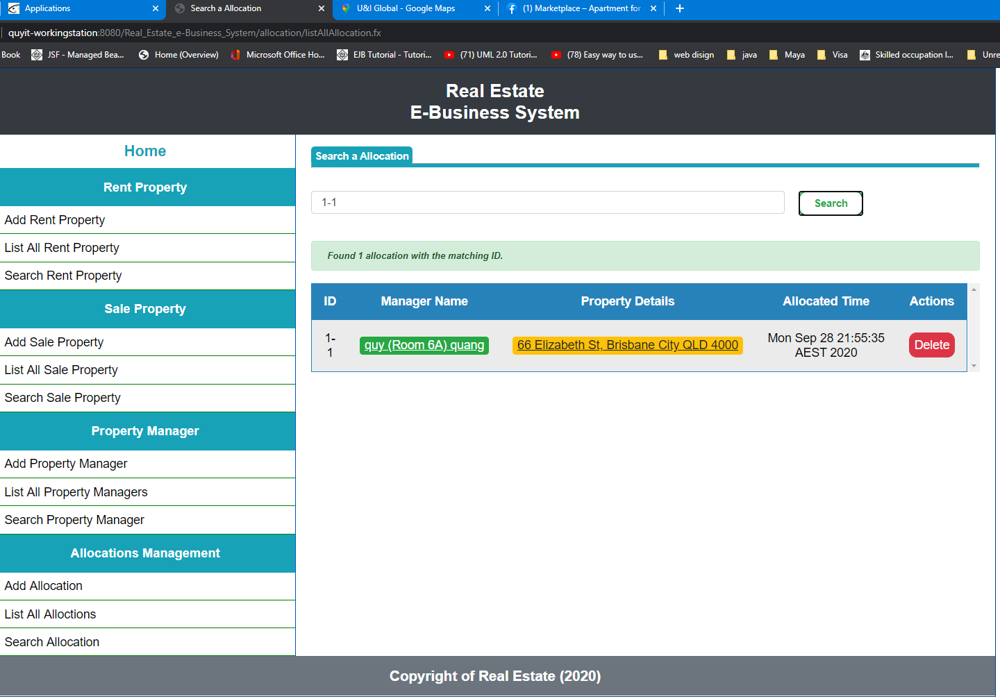 Applications
Search a Allocation
U&I Global - Google Maps
(1) Marketplace – Apartment for
quyit-workingstation:8080/Real_Estate_e-Business_System/allocation/listAllAllocation.fx
Book
JSF - Managed Bea...
Home (Overview)
Microsoft Office Ho...
EJB Tutorial - Tutori...
(71) UML 2.0 Tutori...
(78) Easy way to us...
web disign
java
Maya
Visa
Skilled occupation l...
Unre
Real Estate
E-Business System
Home
Rent Property
Add Rent Property
List All Rent Property
Search Rent Property
Sale Property
Add Sale Property
List All Sale Property
Search Sale Property
Property Manager
Add Property Manager
List All Property Managers
Search Property Manager
Allocations Management
Add Allocation
List All Alloctions
Search Allocation
Search a Allocation
1-1
Search
Found 1 allocation with the matching ID.
ID Manager Name Property Details Allocated Time Actions
1-
1
quy (Room 6A) quang
66 Elizabeth St, Brisbane City QLD 4000
Mon Sep 28 21:55:35
AEST 2020
Delete
Copyright of Real Estate (2020)